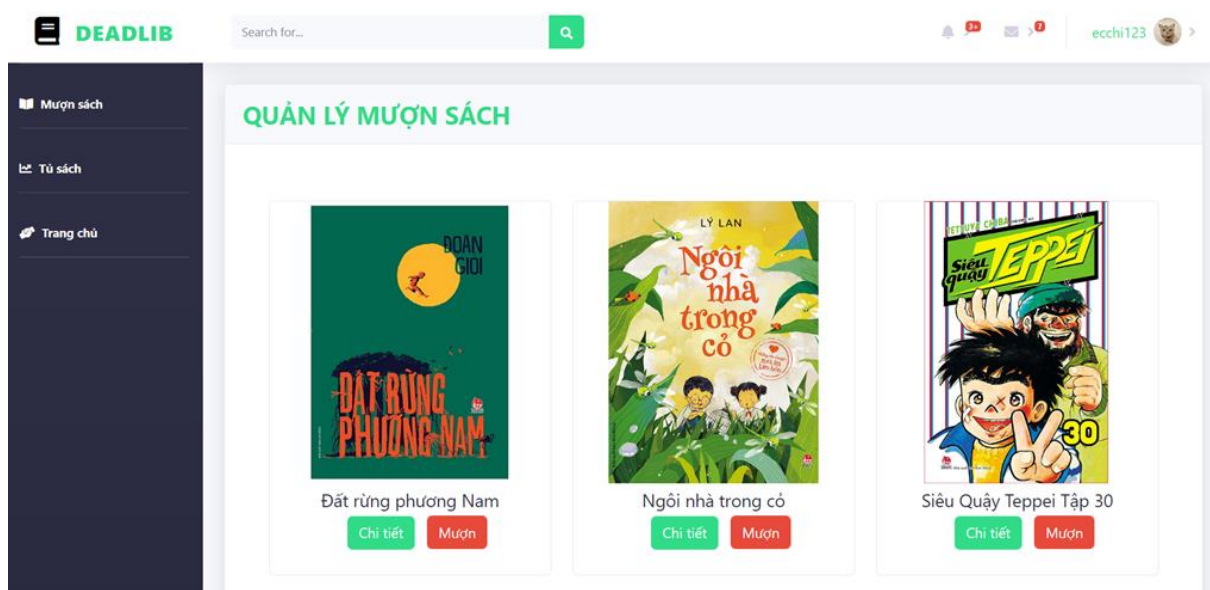 DEADLIB
Search for...
3+
7
ecchi123
Mượn sách
Tủ sách
Trang chủ
QUẢN LÝ MƯỢN SÁCH
ĐOÀN
GIỎI
ĐẤT RỪNG
PHƯƠNG NAM
Đất rừng phương Nam
Chi tiết
Mượn
LÝ LAN
Ngôi
nhà
trong
cỏ
Ngôi nhà trong cỏ
Chi tiết
Mượn
TETSUYA CHIBA
Siêu
quậy
TEPPEI
30
Siêu Quậy Teppei Tập 30
Chi tiết
Mượn